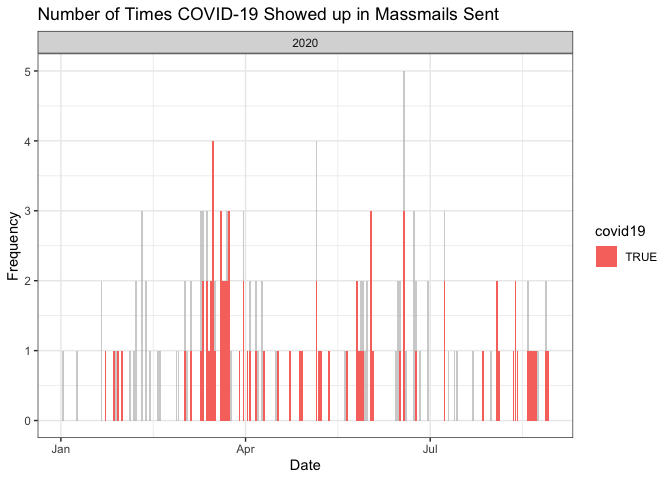 Number of Times COVID-19 Showed up in Massmails Sent
2020
5
4
3
2
1
0
Frequency
Jan
Apr
Jul
Date
covid19
TRUE